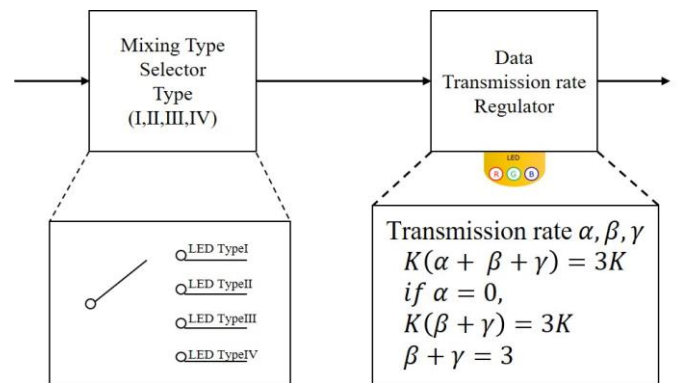 Mixing Type
Selector
Type
(I,II,III,IV)
Data
Transmission rate
Regulator
LED
R G B
LED TypeI
LED TypeII
LED TypeIII
LED TypeIV
Transmission rate α, β, γ
K(α + β + γ) = 3K
if α = 0,
K(β + γ) = 3K
β + γ = 3